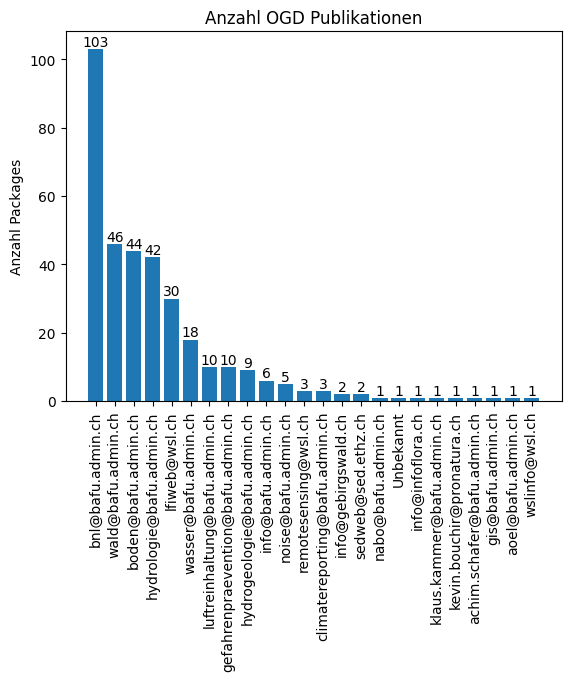 Anzahl OGD Publikationen
Anzahl Packages
100
80
60
40
20
0
103
46
44
42
30
18
10
10
9
6
5
3
3
2
2
1
1
1
1
1
1
1
1
1
bnl@bafu.admin.ch
wald@bafu.admin.ch
boden@bafu.admin.ch
hydrologie@bafu.admin.ch
lfiweb@wsl.ch
wasser@bafu.admin.ch
luftreinhaltung@bafu.admin.ch
gefahrenpraevention@bafu.admin.ch
hydrogeologie@bafu.admin.ch
info@bafu.admin.ch
noise@bafu.admin.ch
remotesensing@wsl.ch
climatereporting@bafu.admin.ch
info@gebirgswald.ch
sedweb@sed.ethz.ch
nabo@bafu.admin.ch
Unbekannt
info@infoflora.ch
klaus.kammer@bafu.admin.ch
kevin.bouchir@pronatura.ch
achim.schafer@bafu.admin.ch
gis@bafu.admin.ch
aoel@bafu.admin.ch
wslinfo@wsl.ch